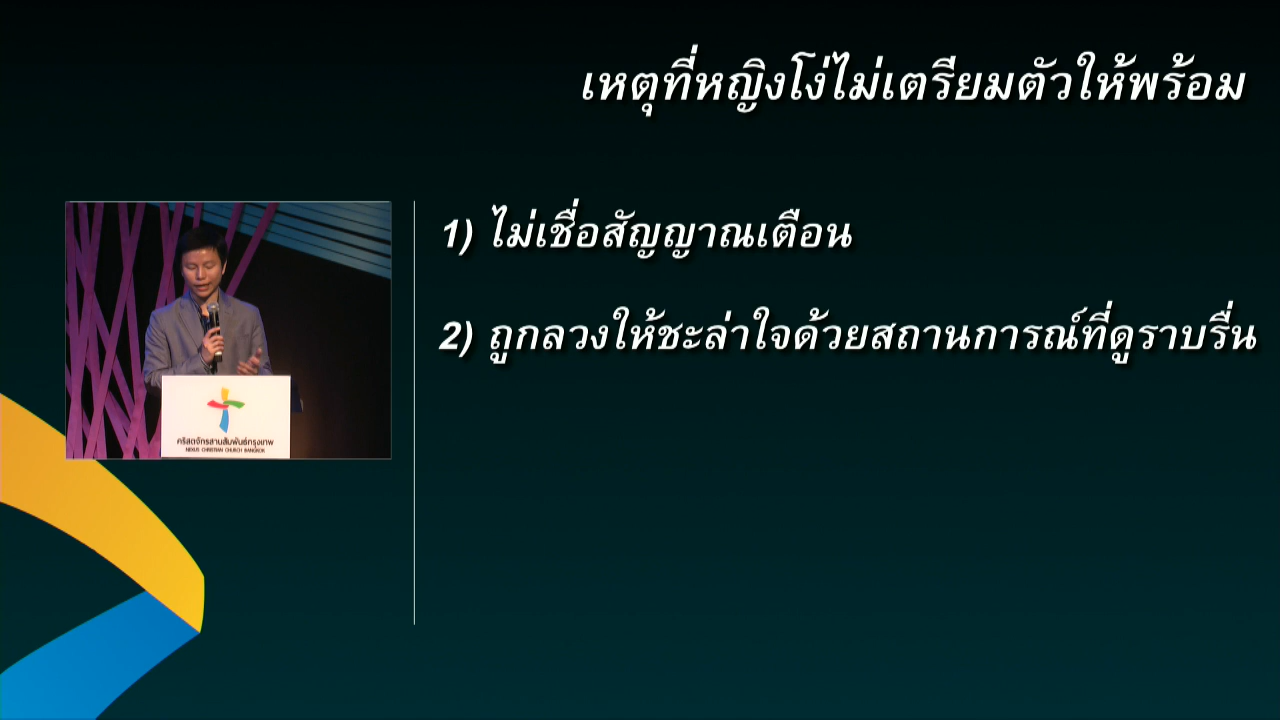 เหตุที่หญิงโง่ไม่เตรียมตัวให้พร้อม
1) ไม่เชื่อสัญญาณเตือน
2) ถูกลวงให้ชะล่าใจด้วยสถานการณ์ที่ดูราบรื่น
คริสตจักรสานสัมพันธ์กรุงเทพ
NEXUS CHRISTIAN CHURCH BANGKOK